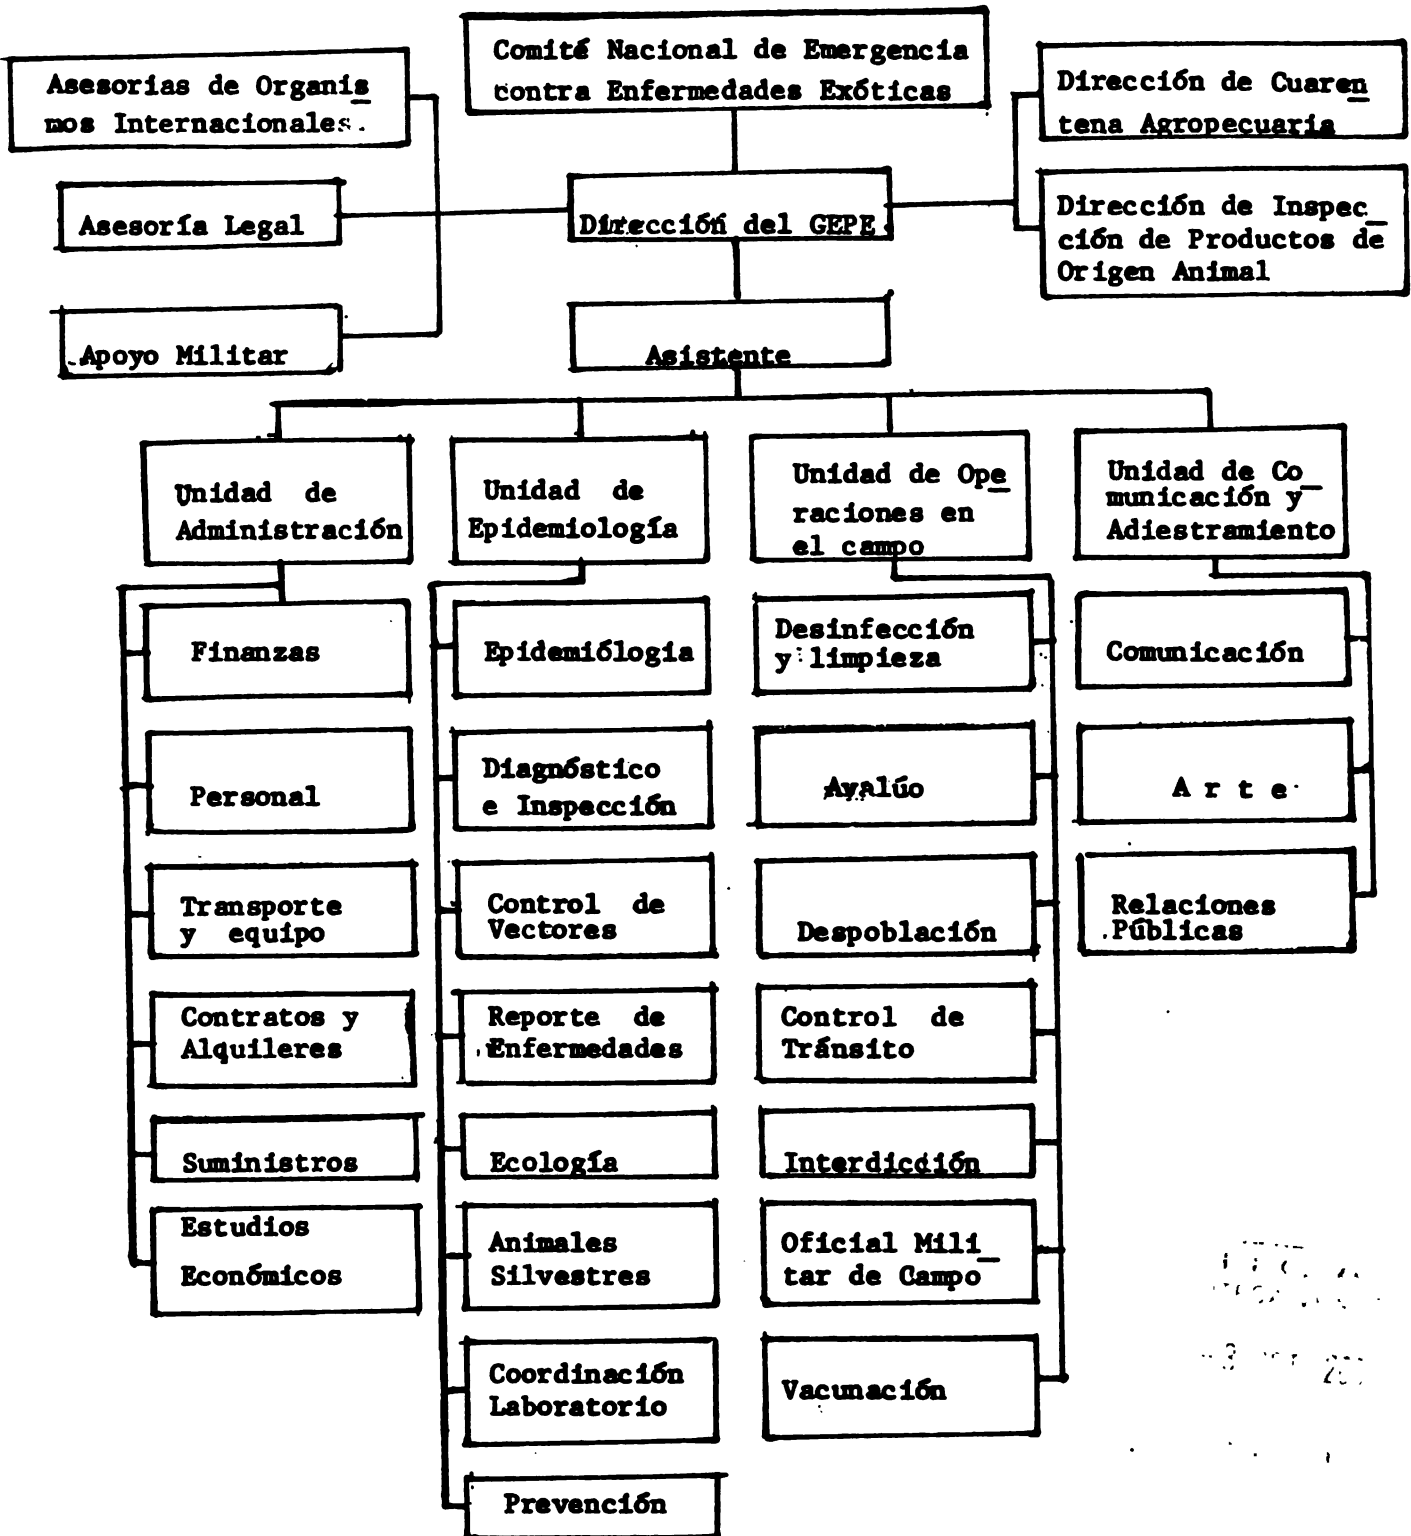 Comité Nacional de Emergencia
contra Enfermedades Exóticas
Asesorias de Organis
mos Internacionales.
Dirección de Cuaren
tena Agropecuaria
Asesoría Legal
Dirección del GEPE
Dirección de Inspec
ción de Productos de
Origen Animal
Apoyo Militar
Asistente
Unidad de
Administración
Unidad de
Epidemiología
Unidad de Ope
raciones en
el campo
Unidad de Co
municación y
Adiestramiento
Finanzas
Personal
Transporte
y equipo
Contratos y
Alquileres
Suministros
Estudios
Económicos
Epidemiólogia
Diagnóstico
e Inspección
Control de
Vectores
Reporte de
Enfermedades
Ecología
Animales
Silvestres
Coordinación
Laboratorio
Prevención
Desinfección
y limpieza
Avalúo
Despoblación
Control de
Tránsito
Interdicción
Oficial Mili
tar de Campo
Vacunación
Comunicación
A r t e
Relaciones
Públicas